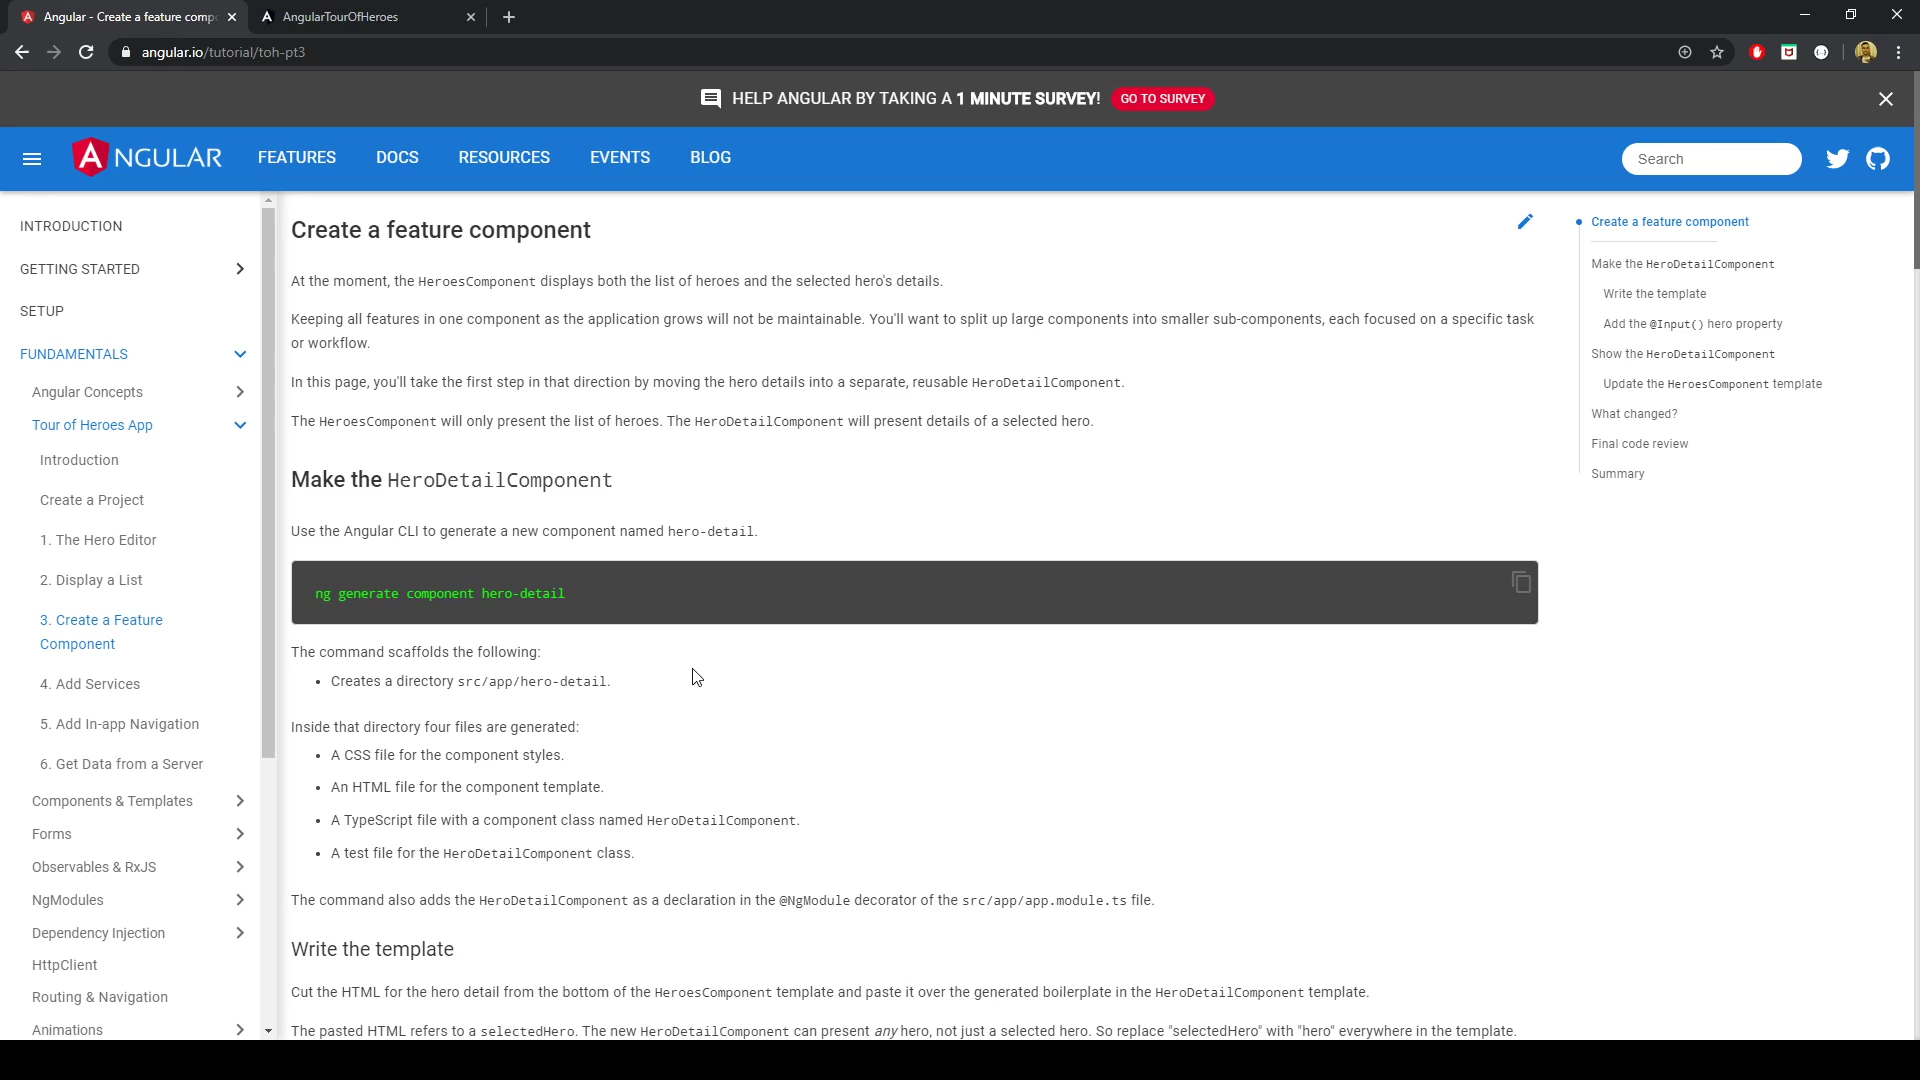 Angular - Create a feature comp
AngularTourOfHeroes
angular.io/tutorial/toh-pt3
HELP ANGULAR BY TAKING A 1 MINUTE SURVEY!
GO TO SURVEY
ANGULAR
FEATURES
DOCS
RESOURCES
EVENTS
BLOG
Search
INTRODUCTION
GETTING STARTED
SETUP
FUNDAMENTALS
Angular Concepts
Tour of Heroes App
Introduction
Create a Project
1. The Hero Editor
2. Display a List
3. Create a Feature
Component
4. Add Services
5. Add In-app Navigation
6. Get Data from a Server
Components & Templates
Forms
Observables & RxJS
NgModules
Dependency Injection
HttpClient
Routing & Navigation
Animations
Create a feature component
At the moment, the HeroesComponent displays both the list of heroes and the selected hero's details.
Keeping all features in one component as the application grows will not be maintainable. You'll want to split up large components into smaller sub-components, each focused on a specific task
or workflow.
In this page, you'll take the first step in that direction by moving the hero details into a separate, reusable HeroDetailComponent.
The HeroesComponent will only present the list of heroes. The HeroDetailComponent will present details of a selected hero.
Make the HeroDetailComponent
Use the Angular CLI to generate a new component named hero-detail.
ng generate component hero-detail
The command scaffolds the following:
• Creates a directory src/app/hero-detail.
Inside that directory four files are generated:
• A CSS file for the component styles.
• An HTML file for the component template.
• A TypeScript file with a component class named HeroDetailComponent.
• A test file for the HeroDetailComponent class.
The command also adds the HeroDetailComponent as a declaration in the @NgModule decorator of the src/app/app.module.ts file.
Write the template
Cut the HTML for the hero detail from the bottom of the HeroesComponent template and paste it over the generated boilerplate in the HeroDetailComponent template.
The pasted HTML refers to a selectedHero. The new HeroDetailComponent can present any hero, not just a selected hero. So replace "selectedHero" with "hero" everywhere in the template.
Create a feature component
Make the HeroDetailComponent
Write the template
Add the @Input() hero property
Show the HeroDetailComponent
Update the HeroesComponent template
What changed?
Final code review
Summary